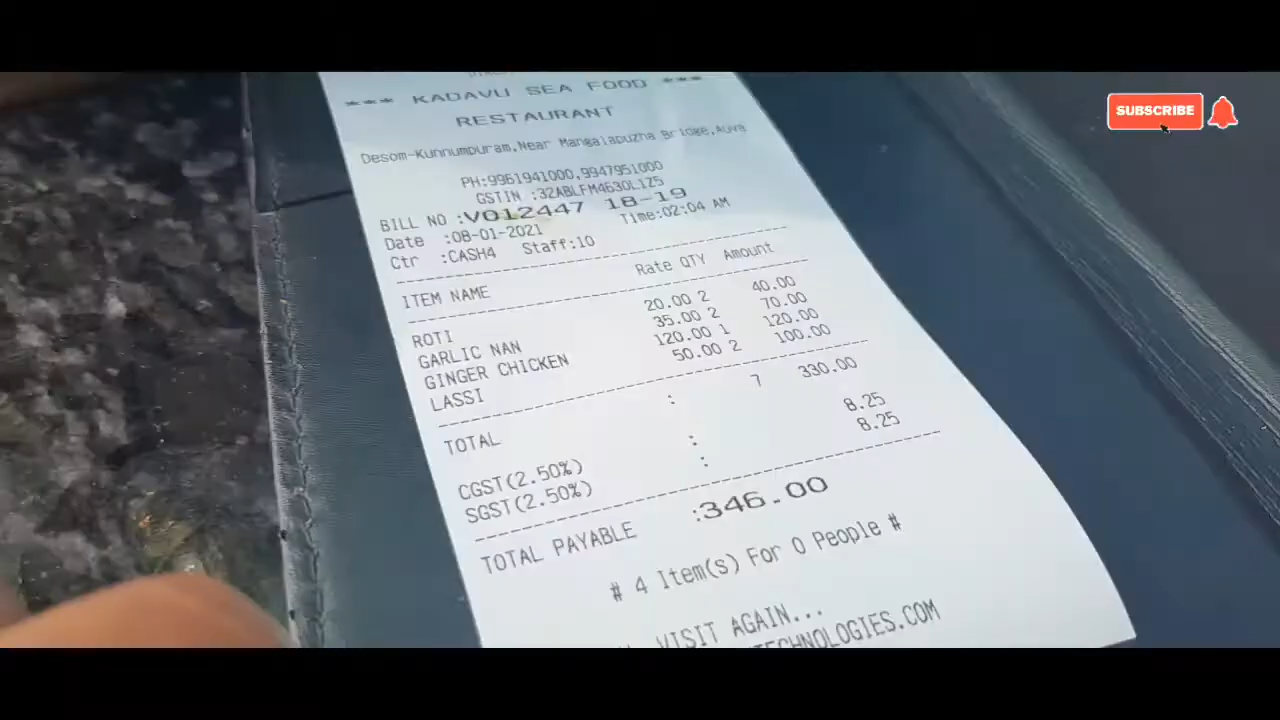 *** KADAVU SEA FOOD ***
RESTAURANT
Desom-Kunnumpuram,Near Mangalapuzha Bridge,Auva
PH:9961941000,9947951000
GSTIN :32ABLFM4630L1Z5
BILL NO :V012447 18-19
Date :08-01-2021 Time:02:04 AM
Ctr :CASH4 Staff:10
ITEM NAME Rate QTY Amount
ROTI 20.00 2 40.00
GARLIC NAN 35.00 2 70.00
GINGER CHICKEN 120.00 1 120.00
LASSI 50.00 2 100.00
TOTAL : 7 330.00
CGST(2.50%) : 8.25
SGST(2.50%) : 8.25
TOTAL PAYABLE :346.00
# 4 Item(s) For 0 People #
VISIT AGAIN...
TECHNOLOGIES.COM
SUBSCRIBE